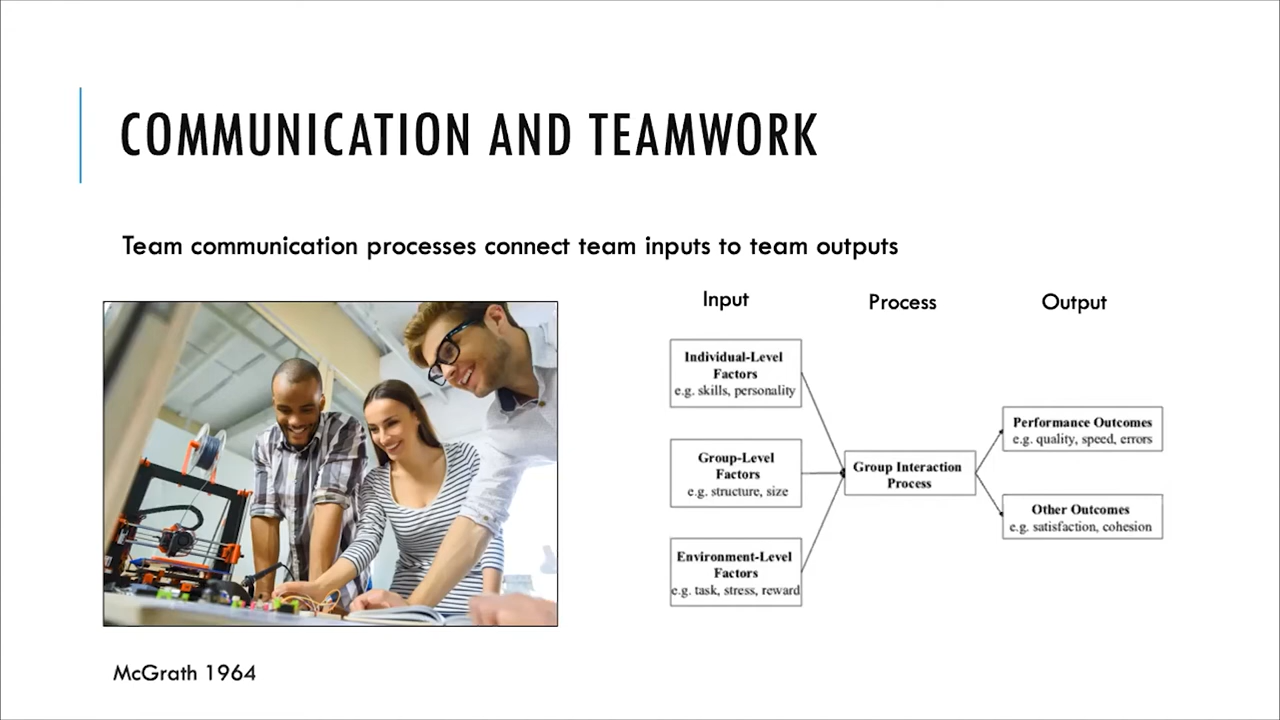 COMMUNICATION AND TEAMWORK
Team communication processes connect team inputs to team outputs
Input
Process
Output
Individual-Level
Factors
e.g. skills, personality
Group-Level
Factors
e.g. structure, size
Environment-Level
Factors
e.g. task, stress, reward
Group Interaction
Process
Performance Outcomes
e.g. quality, speed, errors
Other Outcomes
e.g. satisfaction, cohesion
McGrath 1964